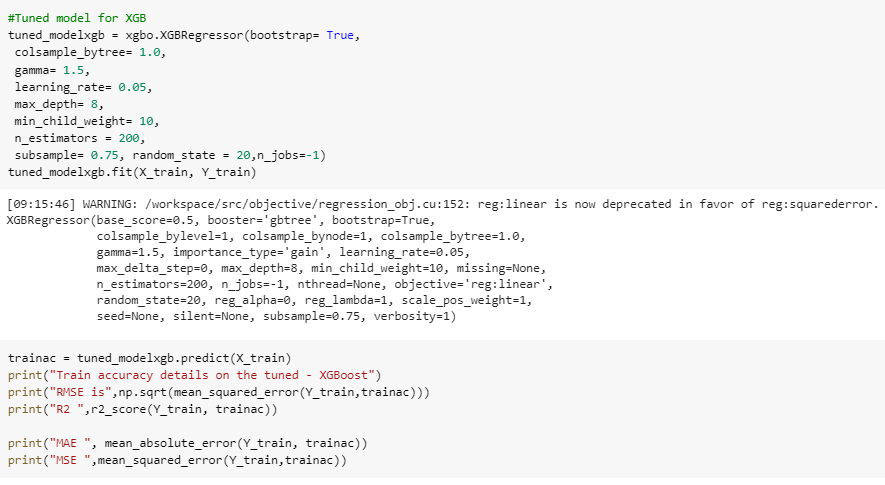 #Tuned model for XGB
tuned_modelxgb = xgbo.XGBRegressor(bootstrap= True,
 colsample_bytree= 1.0,
 gamma= 1.5,
 learning_rate= 0.05,
 max_depth= 8,
 min_child_weight= 10,
 n_estimators = 200,
 subsample= 0.75, random_state = 20,n_jobs=-1)
tuned_modelxgb.fit(X_train, Y_train)
[09:15:46] WARNING: /workspace/src/objective/regression_obj.cu:152: reg:linear is now deprecated in favor of reg:squarederror.
XGBRegressor(base_score=0.5, booster='gbtree', bootstrap=True,
             colsample_bylevel=1, colsample_bynode=1, colsample_bytree=1.0,
             gamma=1.5, importance_type='gain', learning_rate=0.05,
             max_delta_step=0, max_depth=8, min_child_weight=10, missing=None,
             n_estimators=200, n_jobs=-1, nthread=None, objective='reg:linear',
             random_state=20, reg_alpha=0, reg_lambda=1, scale_pos_weight=1,
             seed=None, silent=None, subsample=0.75, verbosity=1)
trainac = tuned_modelxgb.predict(X_train)
print("Train accuracy details on the tuned - XGBoost")
print("RMSE is",np.sqrt(mean_squared_error(Y_train,trainac)))
print("R2 ",r2_score(Y_train, trainac))
print("MAE ", mean_absolute_error(Y_train, trainac))
print("MSE ",mean_squared_error(Y_train,trainac))